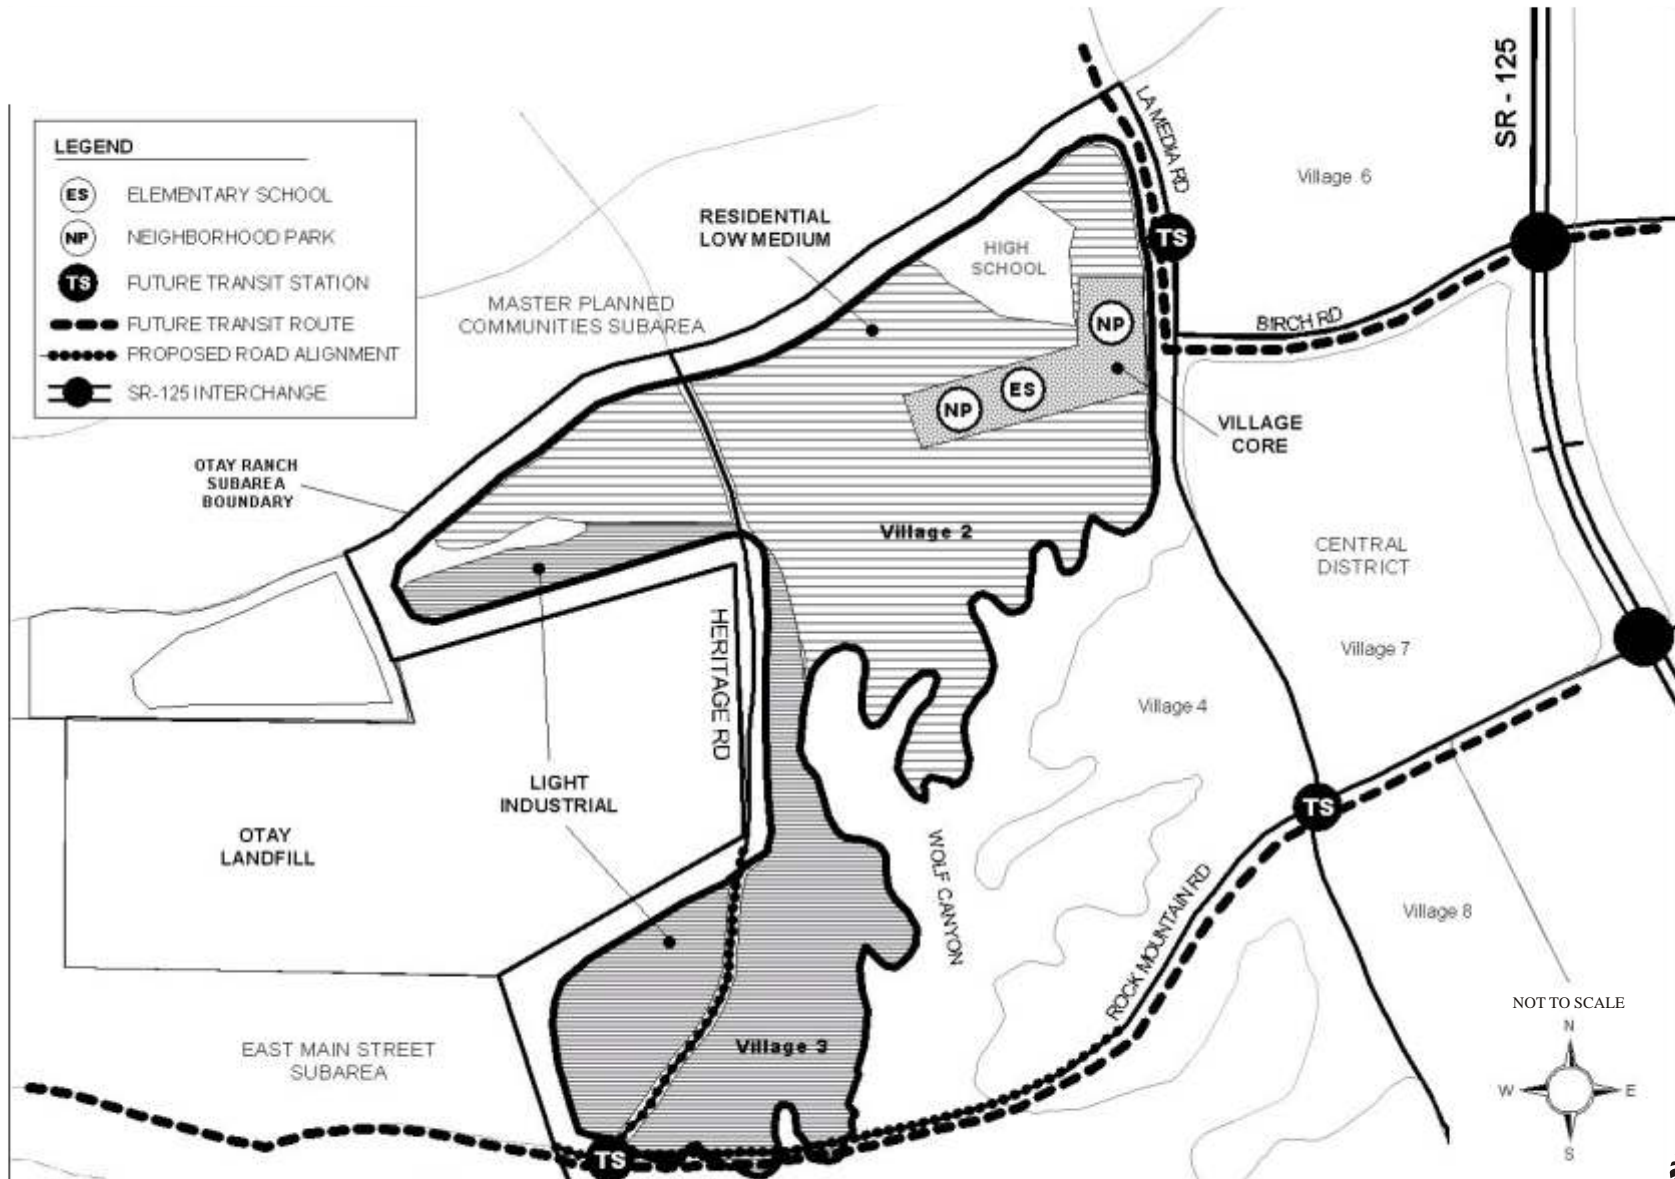 LEGEND
ES ELEMENTARY SCHOOL
NP NEIGHBORHOOD PARK
TS FUTURE TRANSIT STATION
FUTURE TRANSIT ROUTE
PROPOSED ROAD ALIGNMENT
SR-125 INTERCHANGE
SR - 125
LA MEDIA RD
Village 6
RESIDENTIAL
LOW MEDIUM
TS
HIGH
SCHOOL
MASTER PLANNED
COMMUNITIES SUBAREA
NP
BIRCH RD
ES
NP
VILLAGE
CORE
OTAY RANCH
SUBAREA
BOUNDARY
Village 2
CENTRAL
DISTRICT
HERITAGE RD
Village 7
Village 4
LIGHT
INDUSTRIAL
TS
OTAY
LANDFILL
WOLF CANYON
ROCK MOUNTAIN RD
Village 8
NOT TO SCALE
N
W E
S
EAST MAIN STREET
SUBAREA
Village 3
TS